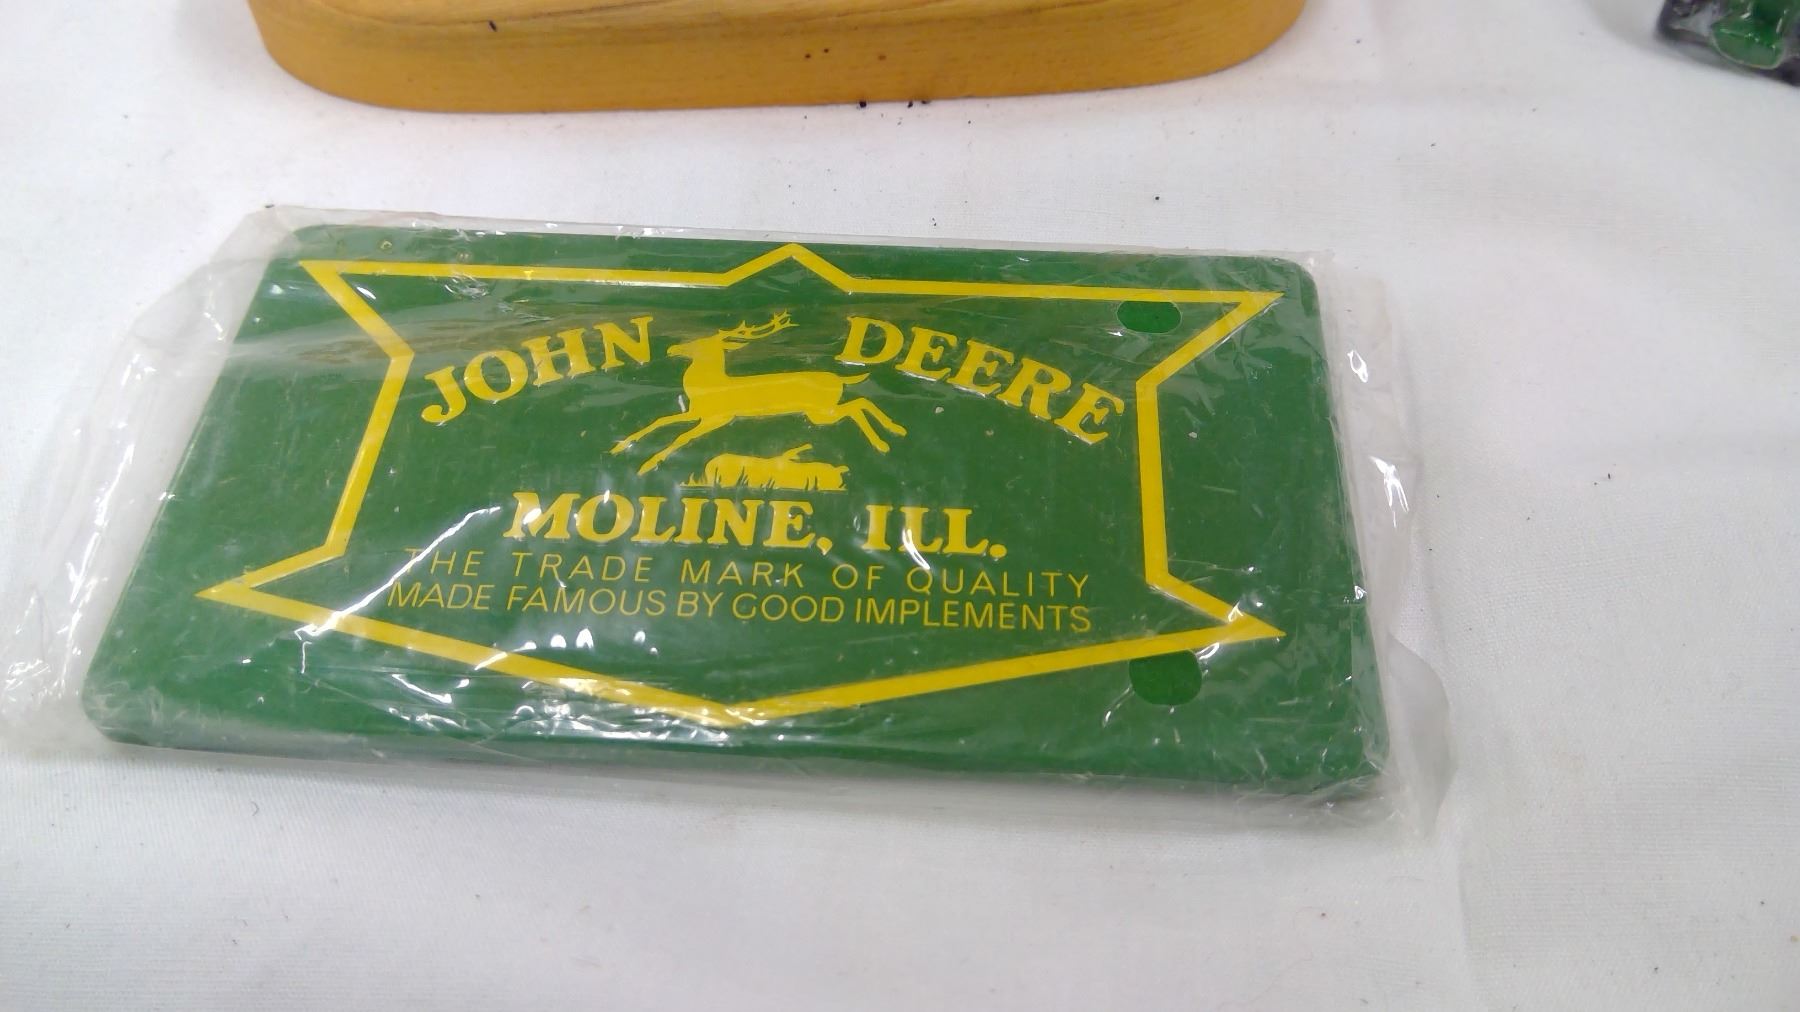 JOHN DEERE
MOLINE, ILL.
THE TRADE MARK OF QUALITY
MADE FAMOUS BY GOOD IMPLEMENTS